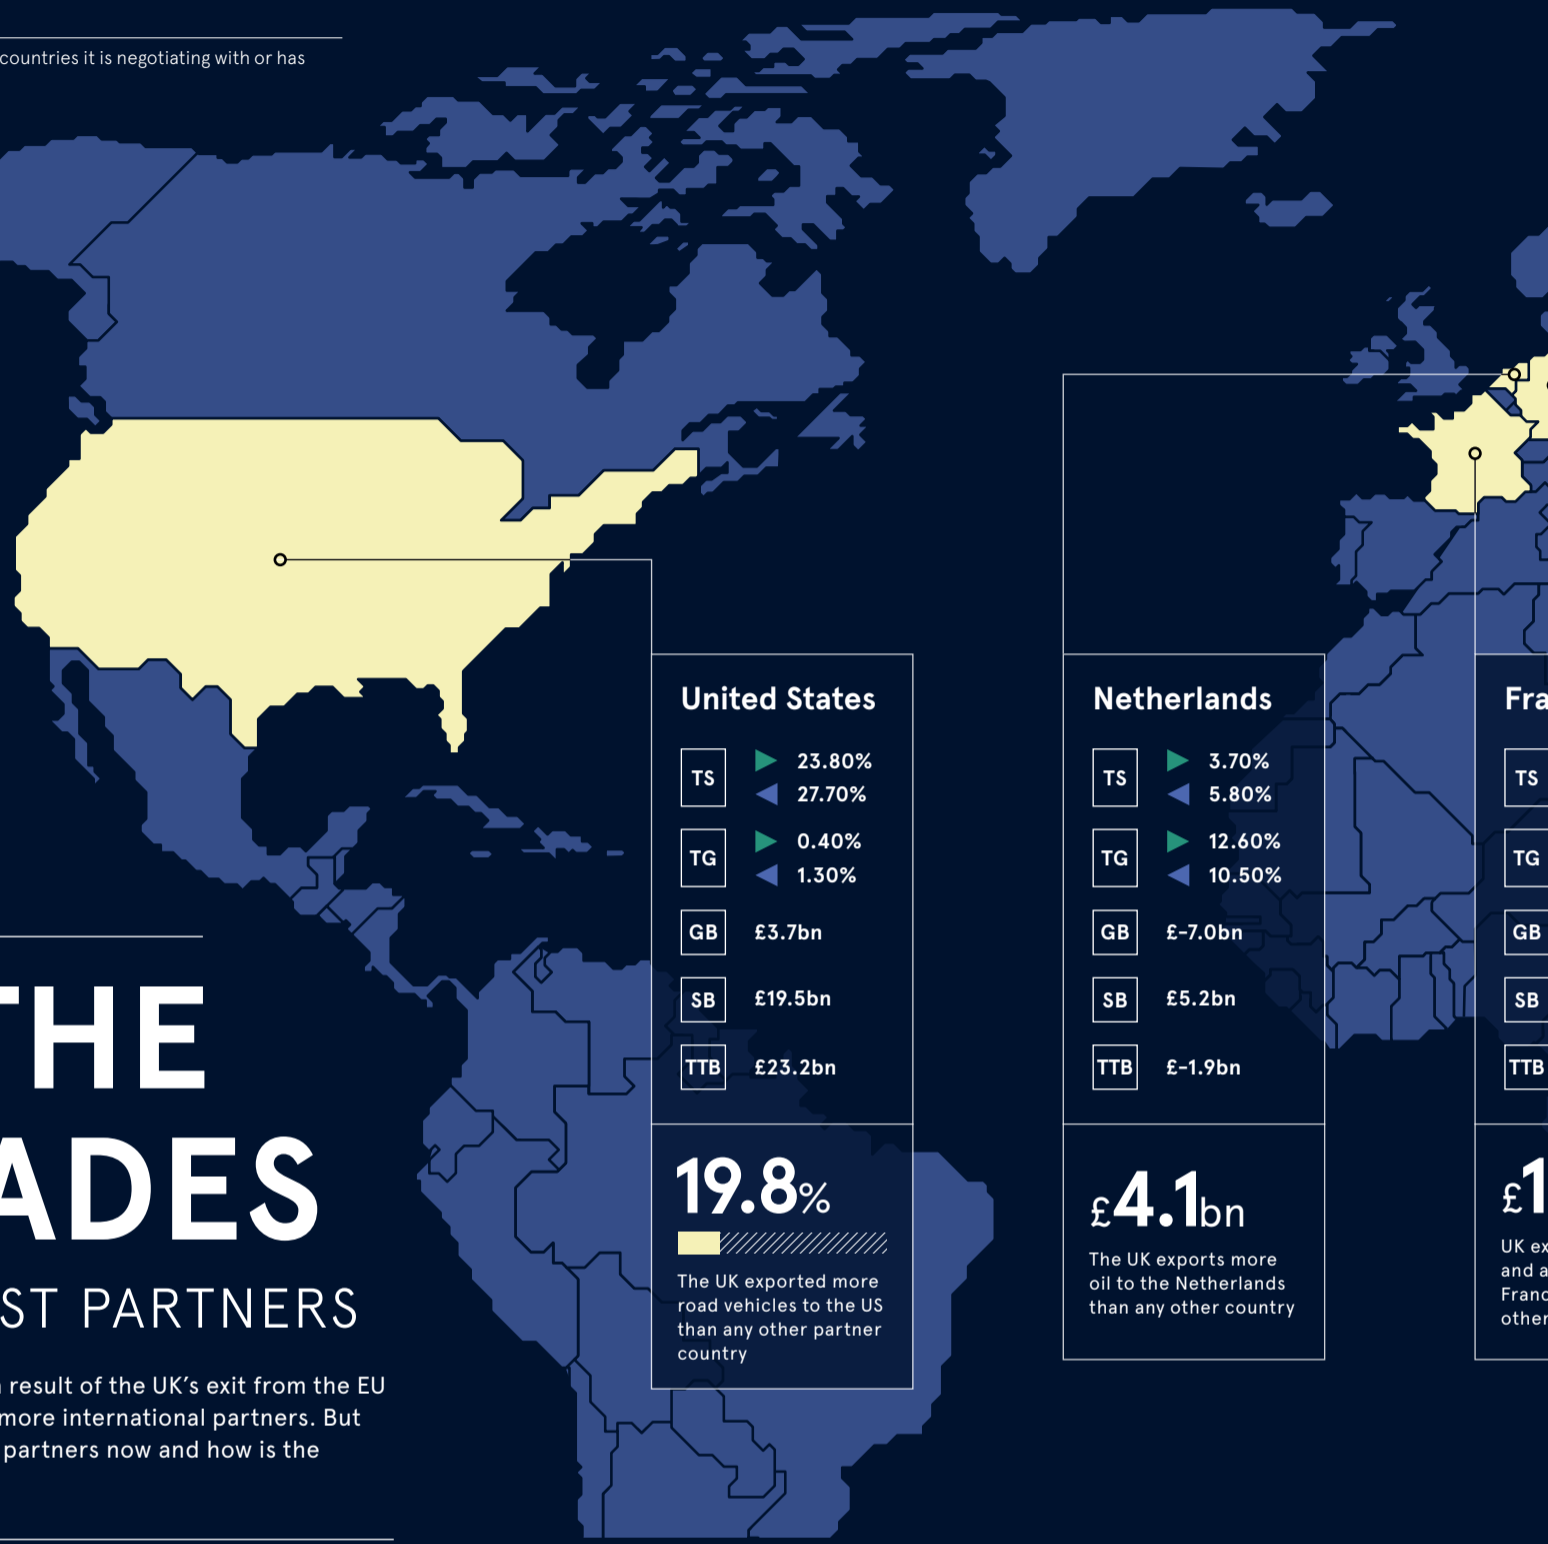 countries it is negotiating with or has
THE
ADES
ST PARTNERS
result of the UK's exit from the EU
more international partners. But
partners now and how is the
United States
TS
23.80%
27.70%
TG
0.40%
1.30%
GB
£3.7bn
SB
£19.5bn
TTB
£23.2bn
19.8%
The UK exported more
road vehicles to the US
than any other partner
country
Netherlands
TS
3.70%
5.80%
TG
12.60%
10.50%
GB
£-7.0bn
SB
£5.2bn
TTB
£-1.9bn
£4.1bn
The UK exports more
oil to the Netherlands
than any other country
Fra
TS
TG
GB
SB
TTB
£1
UK ex
and a
Franc
other